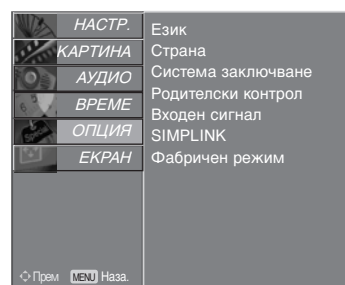 НАСТР.
КАРТИНА
АУДИО
ВРЕМЕ
ОПЦИЯ
ЕКРАН
Език
Страна
Система заключване
Родителски контрол
Входен сигнал
SIMPLINK
Фабричен режим
Прем MENU Наза.